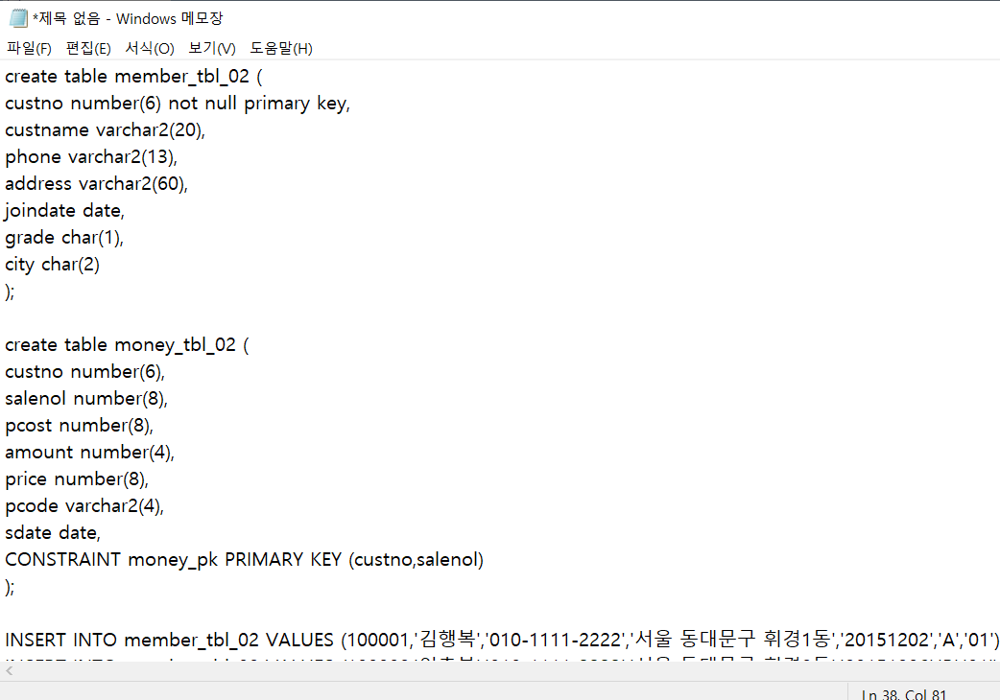 *제목 없음 - Windows 메모장
파일(F) 편집(E) 서식(O) 보기(V) 도움말(H)
create table member_tbl_02 (
custno number(6) not null primary key,
custname varchar2(20),
phone varchar2(13),
address varchar2(60),
joindate date,
grade char(1),
city char(2)
);
create table money_tbl_02 (
custno number(6),
salenol number(8),
pcost number(8),
amount number(4),
price number(8),
pcode varchar2(4),
sdate date,
CONSTRAINT money_pk PRIMARY KEY (custno,salenol)
);
INSERT INTO member_tbl_02 VALUES (100001,'김행복','010-1111-2222','서울 동대문구 휘경1동','20151202','A','01')
Ln 38, Col 81